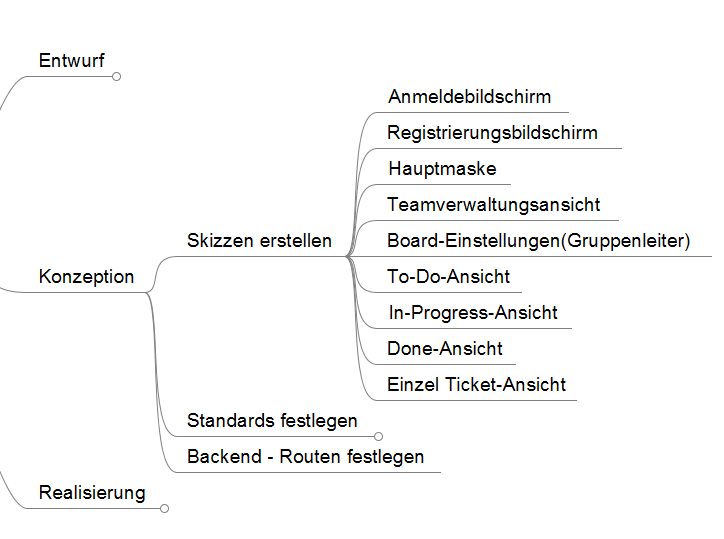 Entwurf
Konzeption
Skizzen erstellen
Anmeldebildschirm
Registrierungsbildschirm
Hauptmaske
Teamverwaltungsansicht
Board-Einstellungen(Gruppenleiter)
To-Do-Ansicht
In-Progress-Ansicht
Done-Ansicht
Einzel Ticket-Ansicht
Standards festlegen
Backend - Routen festlegen
Realisierung